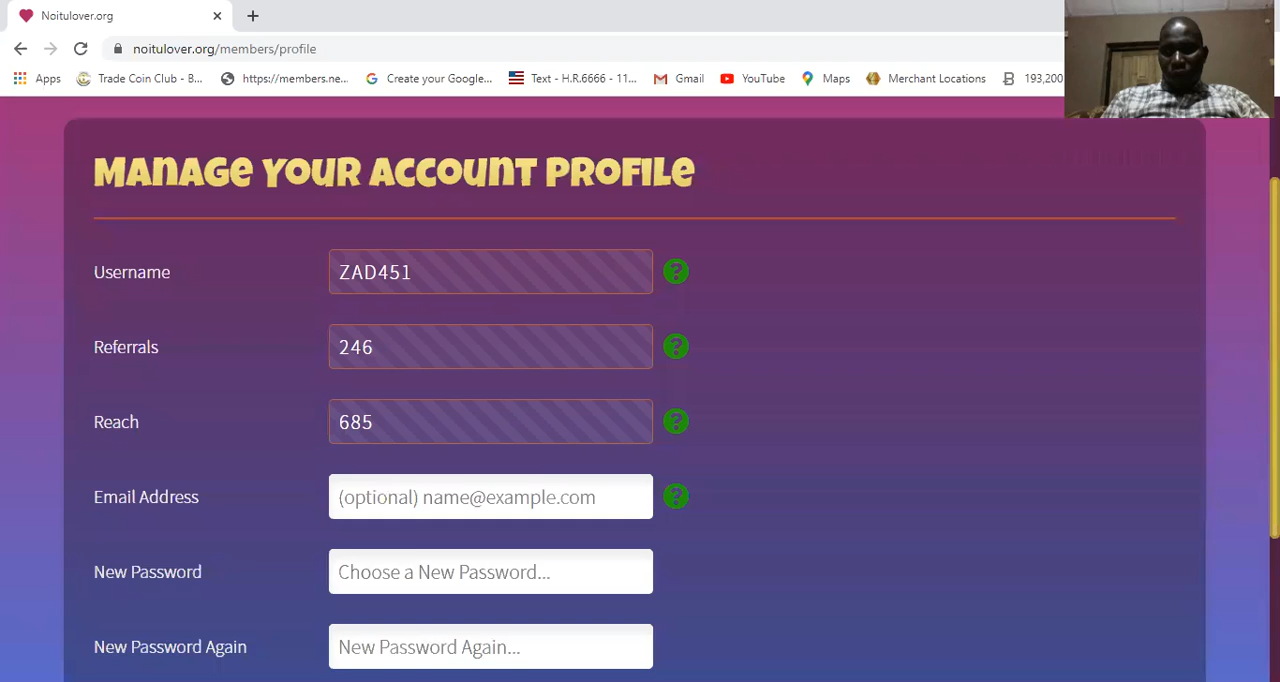 Noitulover.org
noitulover.org/members/profile
Apps Trade Coin Club - B... https://members.ne... Create your Google... Text - H.R.6666 - 11... Gmail YouTube Maps Merchant Locations 193,200
Manage Your Account Profile
Username ZAD451 ?
Referrals 246 ?
Reach 685 ?
Email Address (optional) name@example.com ?
New Password Choose a New Password...
New Password Again New Password Again...